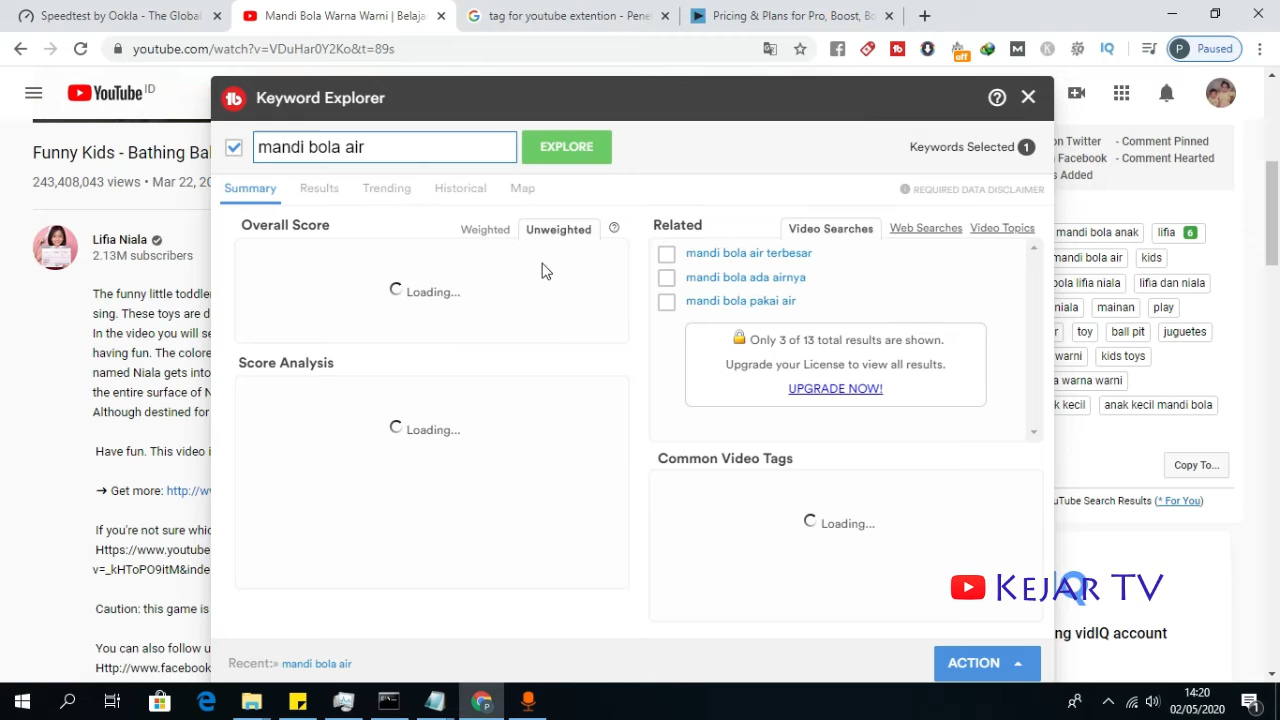 Speedtest by Ookla - The Global
Mandi Bola Warna Warni | Belaja
tag for youtube extention - Pene
Pricing & Plans for Pro, Boost, Bo
youtube.com/watch?v=VDuHar0Y2Ko&t=89s
off
Paused
YouTube ID
Keyword Explorer
mandi bola air
EXPLORE
Keywords Selected 1
Summary
Results
Trending
Historical
Map
REQUIRED DATA DISCLAIMER
Overall Score
Weighted
Unweighted
Loading...
Score Analysis
Loading...
Related
Video Searches
Web Searches
Video Topics
mandi bola air terbesar
mandi bola ada airnya
mandi bola pakai air
Only 3 of 13 total results are shown.
Upgrade your License to view all results.
UPGRADE NOW!
Common Video Tags
Loading...
Recent:» mandi bola air
ACTION
Funny Kids - Bathing Bal
243,408,043 views • Mar 22, 20
Lifia Niala
2.13M subscribers
The funny little toddler
sing. These toys are d
In the video you will se
having fun. The colore
named Niala gets into
the entire surface of N
Although destined for
Have fun. This video i
→ Get more: http://w
If you're not sure whic
Https://www.youtube
v=_kHToPO9itM&inde
Caution: this game is
You can also follow u
Http://www.facebook
on Twitter
- Comment Pinned
Facebook
- Comment Hearted
s Added
mandi bola anak
lifia 6
mandi bola air
kids
bola lifia niala
lifia dan niala
niala
mainan
play
r
toy
ball pit
juguetes
warni
kids toys
a warna warni
k kecil
anak kecil mandi bola
Copy To...
uTube Search Results (* For You)
KEJAR TV
ng vidIQ account
14:20
02/05/2020